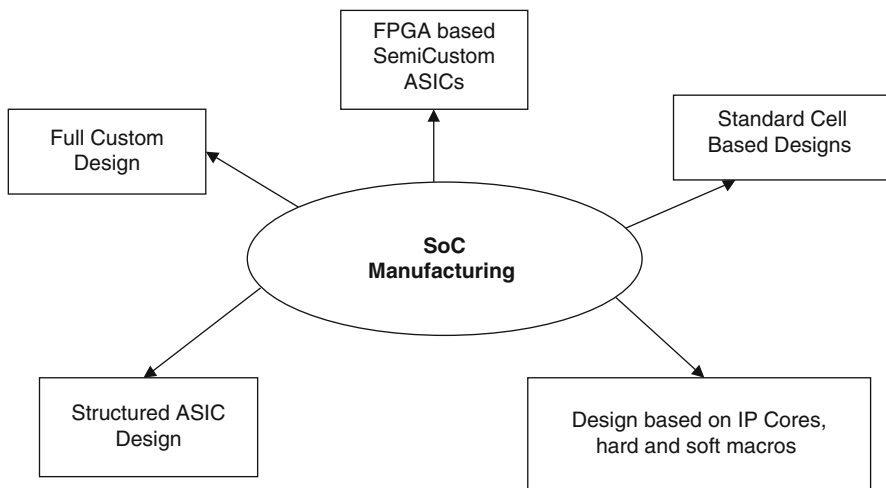 FPGA based
SemiCustom
ASICs
Full Custom
Design
Standard Cell
Based Designs
SoC
Manufacturing
Structured ASIC
Design
Design based on IP Cores,
hard and soft macros